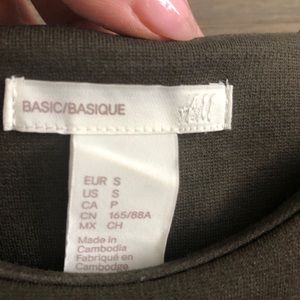 BASIC/BASIQUE
EUR S
US S
CA P
CN 165/88A
MX CH
Made in
Cambodia
Fabriqué en
Cambodge